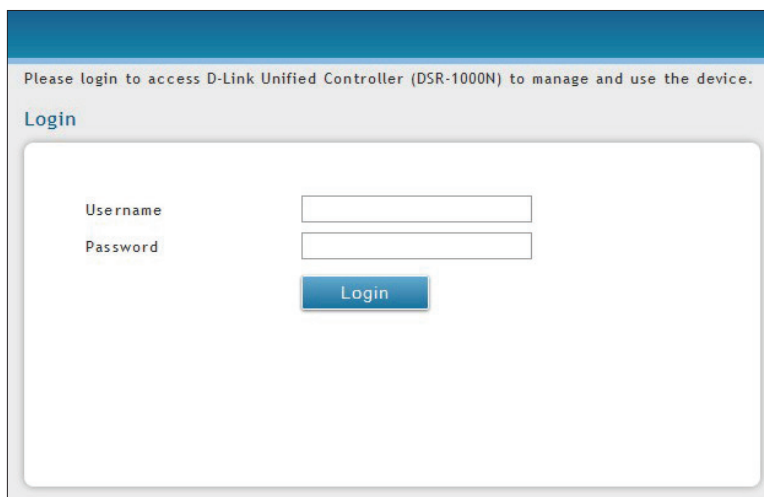 Please login to access D-Link Unified Controller (DSR-1000N) to manage and use the device.
Login
Username
Password
Login